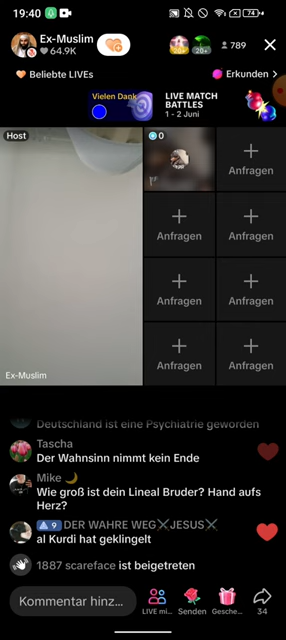 19:40
74
Ex-Muslim
64.9K
20+
28+
789
Beliebte LIVEs
Erkunden
Vielen Dank
LIVE MATCH
BATTLES
1 - 2 Juni
Host
0
Anfragen
Anfragen
Anfragen
Anfragen
Anfragen
Anfragen
Anfragen
Ex-Muslim
Deutschland ist eine Psychiatrie geworden
Tascha
Der Wahnsinn nimmt kein Ende
Mike 🌙
Wie groß ist dein Lineal Bruder? Hand aufs
Herz?
9 DER WAHRE WEG⚔JESUS⚔
al Kurdi hat geklingelt
1887 scareface ist beigetreten
Kommentar hinz...
LIVE mi...
Senden
Gesche...
34